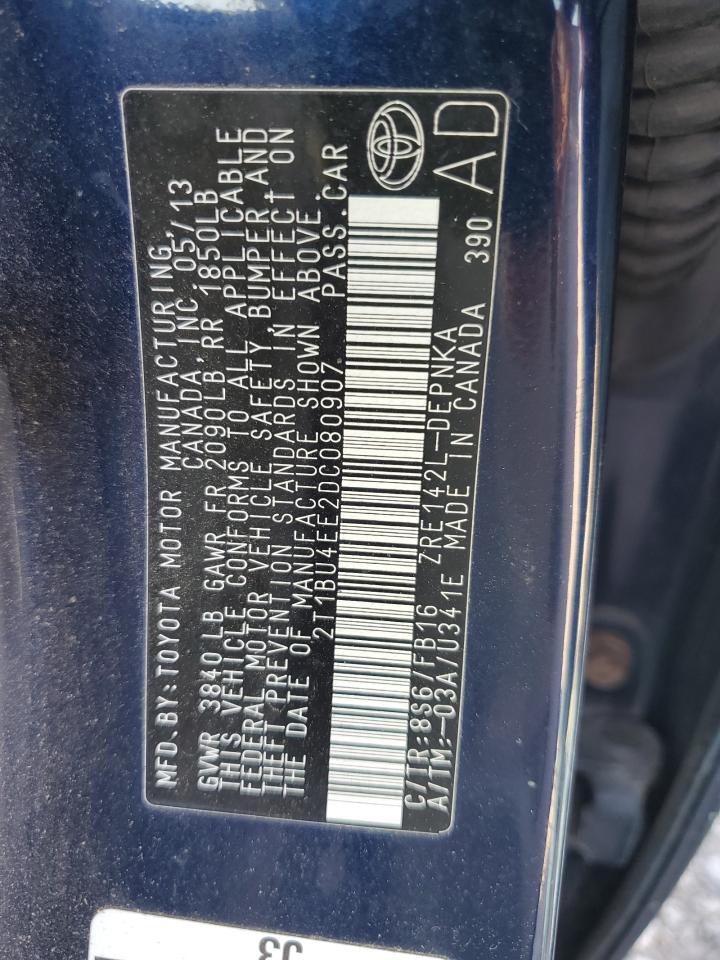 MFD.BY:TOYOTA MOTOR MANUFACTURING,
CANADA, INC. 05/13
GVWR 3840LB GAWR FR 2090LB RR 1850LB
THIS VEHICLE CONFORMS TO ALL APPLICABLE
FEDERAL MOTOR VEHICLE SAFETY, BUMPER AND
THEFT PREVENTION STANDARDS IN EFFECT ON
THE DATE OF MANUFACTURE SHOWN ABOVE.
2T1BU4EE2DC080907 PASS.CAR
C/TR:8S6/FB16 ZRE142L-DEPNKA
A/TM:-03A/U341E MADE IN CANADA 390
AD
J3